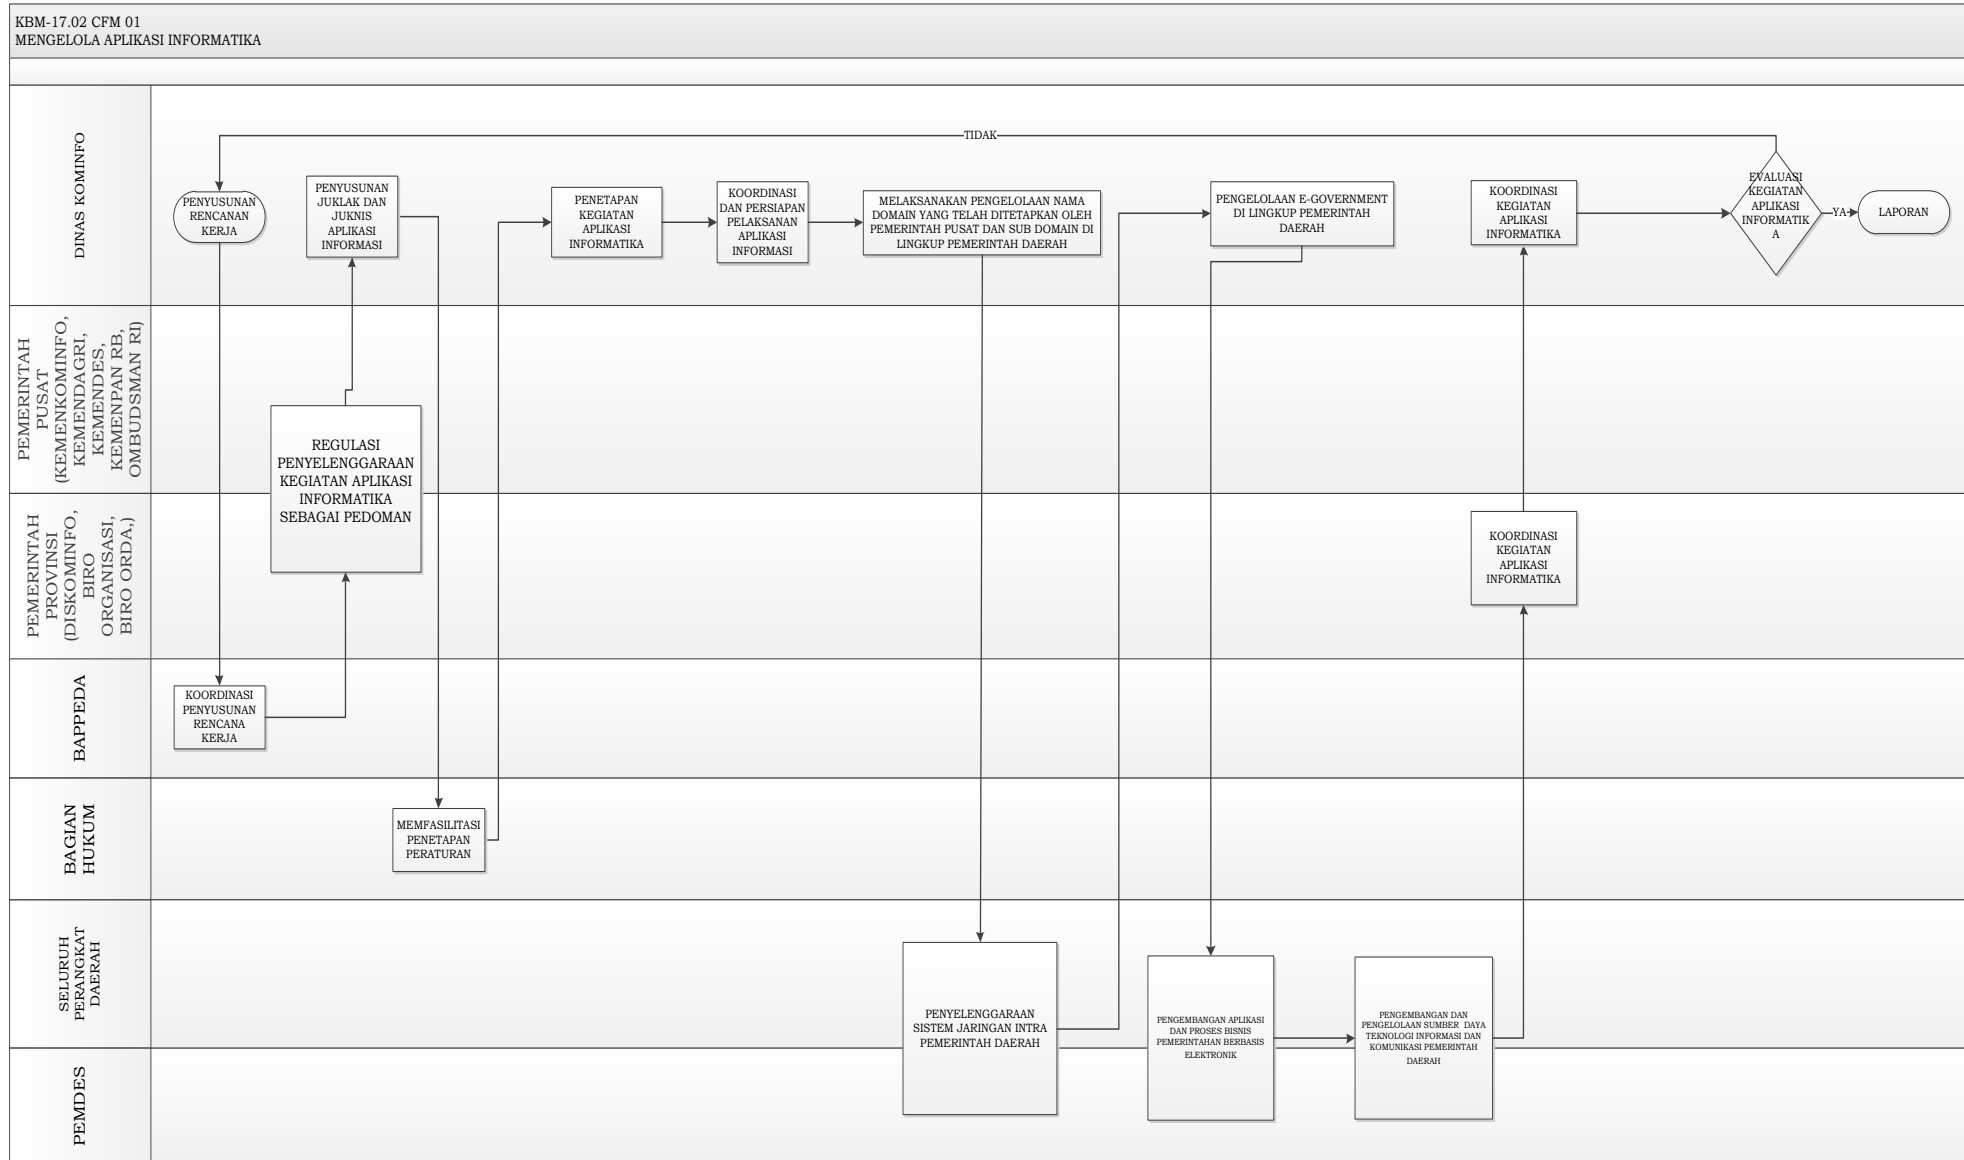 KBM-17.02 CFM 01
MENGELOLA APLIKASI INFORMATIKA
DINAS KOMINFO
TIDAK
PENYUSUNAN
RENCANAN
KERJA
PENYUSUNAN
JUKLAK DAN
JUKNIS
APLIKASI
INFORMASI
PENETAPAN
KEGIATAN
APLIKASI
INFORMATIKA
KOORDINASI
DAN PERSIAPAN
PELAKSANAN
APLIKASI
INFORMASI
MELAKSANAKAN PENGELOLAAN NAMA
DOMAIN YANG TELAH DITETAPKAN OLEH
PEMERINTAH PUSAT DAN SUB DOMAIN DI
LINGKUP PEMERINTAH DAERAH
PENGELOLAAN E-GOVERNMENT
DI LINGKUP PEMERINTAH
DAERAH
KOORDINASI
KEGIATAN
APLIKASI
INFORMATIKA
EVALUASI
KEGIATAN
APLIKASI
INFORMATIK
A
YA
LAPORAN
PEMERINTAH
PUSAT
(KEMENKOMINFO,
KEMENDAGRI,
KEMENDES,
KEMENPAN RB,
OMBUDSMAN RI)
REGULASI
PENYELENGGARAAN
KEGIATAN APLIKASI
INFORMATIKA
SEBAGAI PEDOMAN
PEMERINTAH
PROVINSI
(DISKOMINFO,
BIRO
ORGANISASI,
BIRO ORDA,)
KOORDINASI
KEGIATAN
APLIKASI
INFORMATIKA
BAPPEDA
KOORDINASI
PENYUSUNAN
RENCANA
KERJA
BAGIAN
HUKUM
MEMFASILITASI
PENETAPAN
PERATURAN
SELURUH
PERANGKAT
DAERAH
PENYELENGGARAAN
SISTEM JARINGAN INTRA
PEMERINTAH DAERAH
PENGEMBANGAN APLIKASI
DAN PROSES BISNIS
PEMERINTAHAN BERBASIS
ELEKTRONIK
PENGEMBANGAN DAN
PENGELOLAAN SUMBER DAYA
TEKNOLOGI INFORMASI DAN
KOMUNIKASI PEMERINTAH
DAERAH
PEMDES